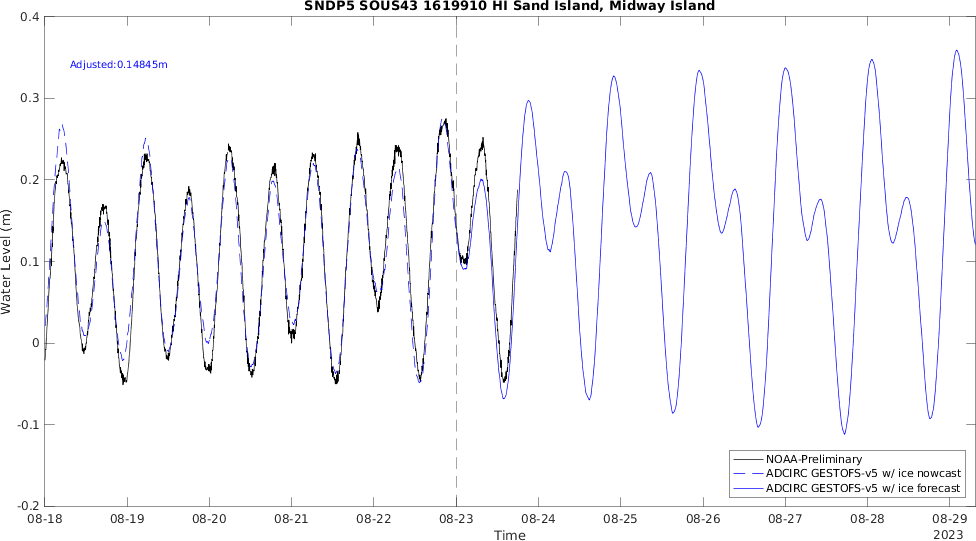 SNDP5 SOUS43 1619910 HI Sand Island, Midway Island
Adjusted:0.14845m
0.4
0.3
0.2
0.1
0
-0.1
-0.2
Water Level (m)
NOAA-Preliminary
ADCIRC GESTOFS-v5 w/ ice nowcast
ADCIRC GESTOFS-v5 w/ ice forecast
08-18 08-19 08-20 08-21 08-22 08-23 08-24 08-25 08-26 08-27 08-28 08-29
Time
2023